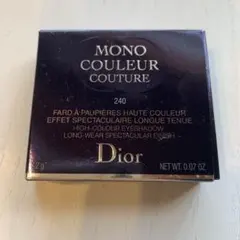 MONO
COULEUR
COUTURE
240
FARD À PAUPIÈRES HAUTE COULEUR
EFFET SPECTACULAIRE LONGUE TENUE
HIGH-COLOUR EYESHADOW
LONG-WEAR SPECTACULAR FINISH
Dior
2 g
NET WT. 0.07 OZ